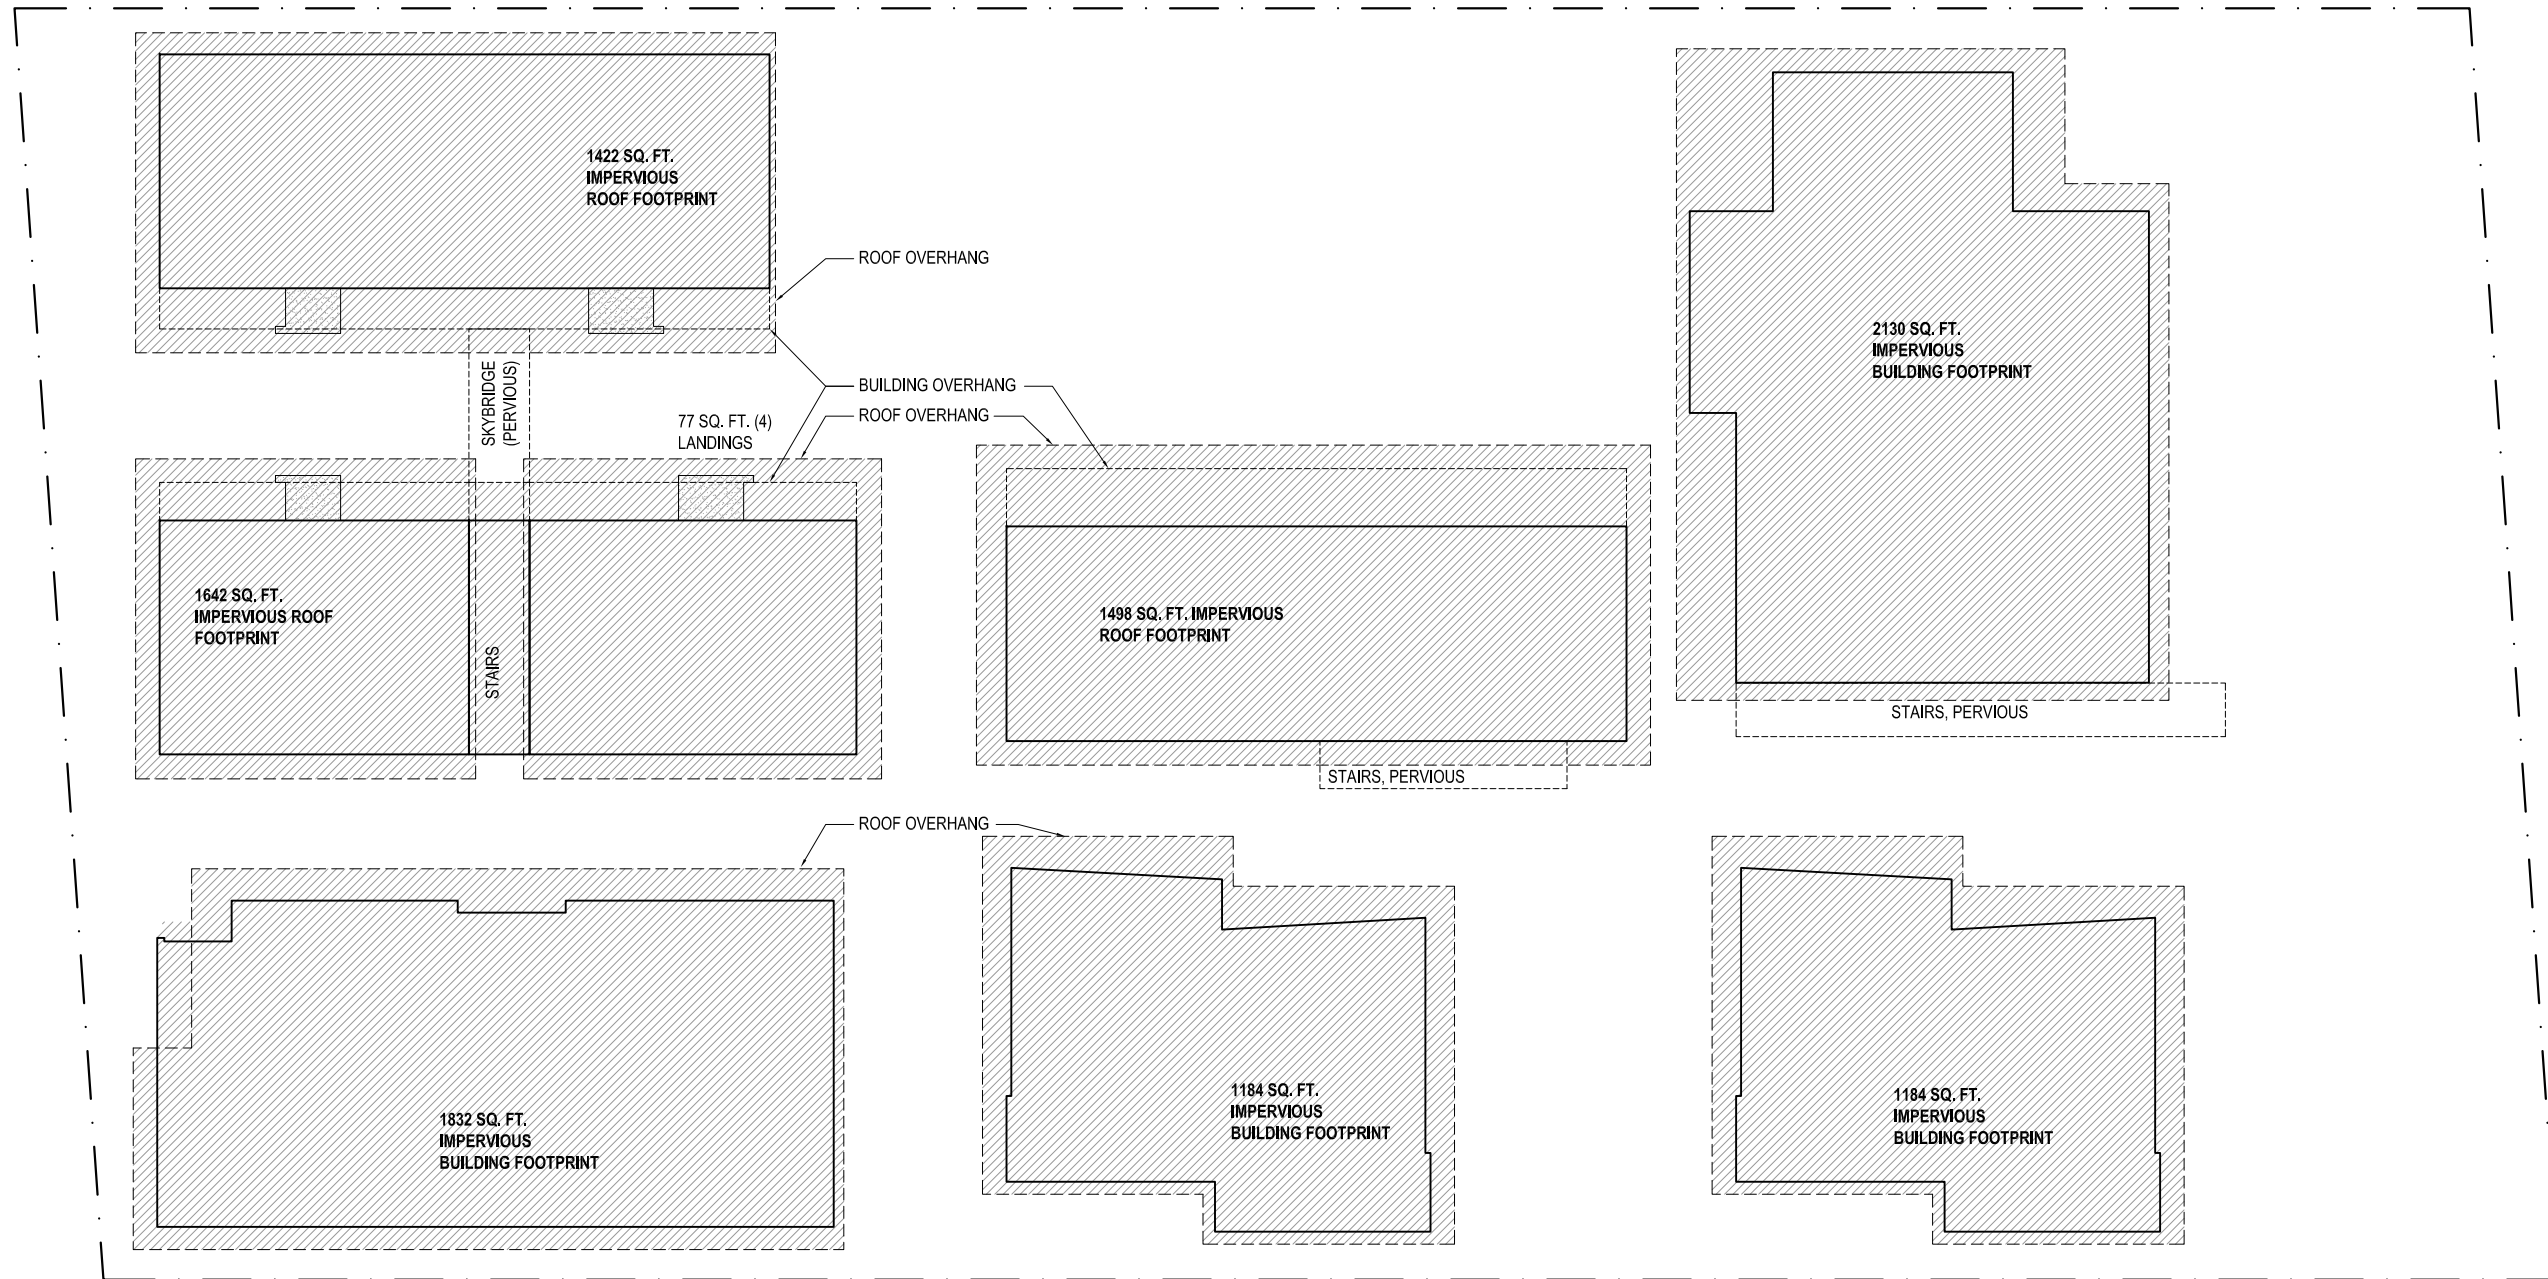 1422 SQ. FT.
IMPERVIOUS
ROOF FOOTPRINT
ROOF OVERHANG
2130 SQ. FT.
IMPERVIOUS
BUILDING FOOTPRINT
SKYBRIDGE
(PERVIOUS)
BUILDING OVERHANG
ROOF OVERHANG
77 SQ. FT. (4)
LANDINGS
1642 SQ. FT.
IMPERVIOUS ROOF
FOOTPRINT
STAIRS
1498 SQ. FT. IMPERVIOUS
ROOF FOOTPRINT
STAIRS, PERVIOUS
STAIRS, PERVIOUS
ROOF OVERHANG
1832 SQ. FT.
IMPERVIOUS
BUILDING FOOTPRINT
1184 SQ. FT.
IMPERVIOUS
BUILDING FOOTPRINT
1184 SQ. FT.
IMPERVIOUS
BUILDING FOOTPRINT